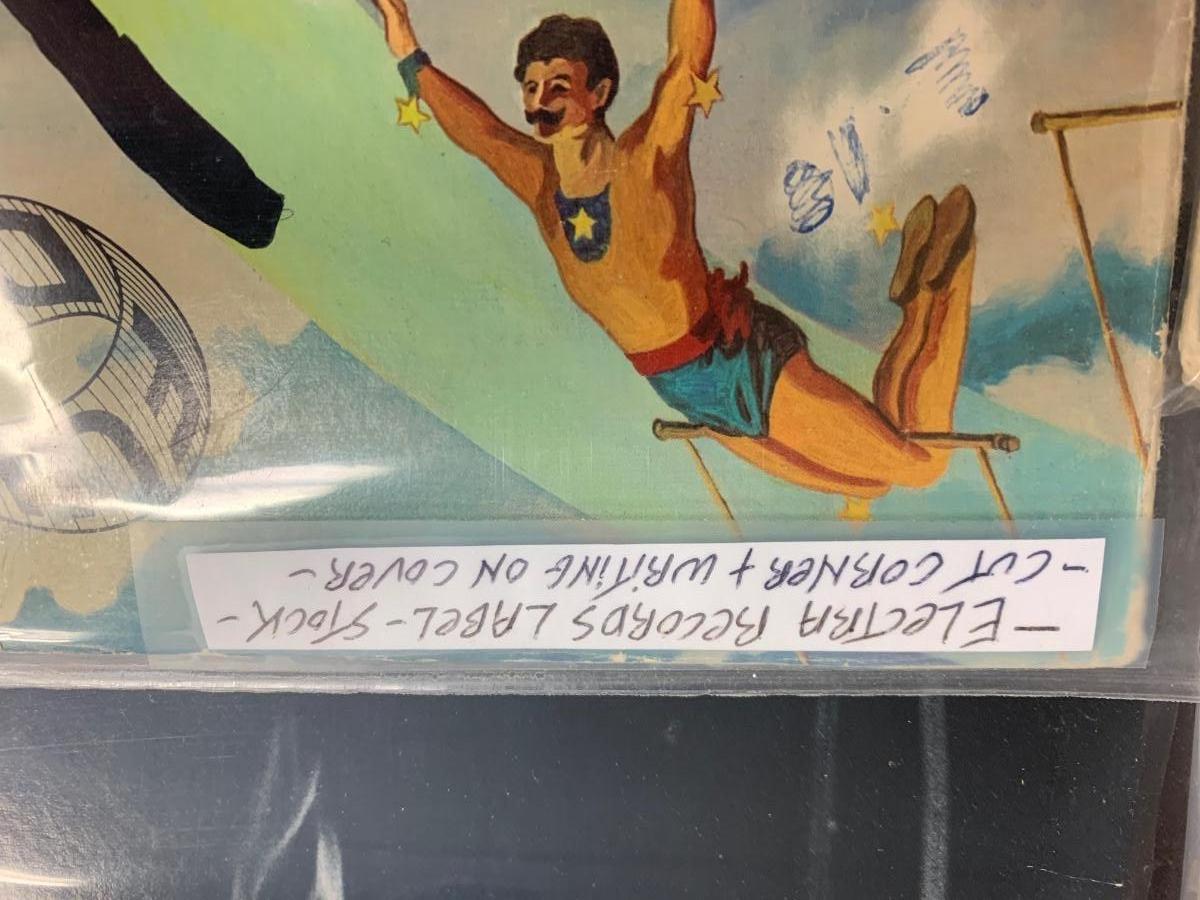 - ELECTRA RECORDS LABEL - STOCK -
- CUT CORNER + WRITING ON COVER -